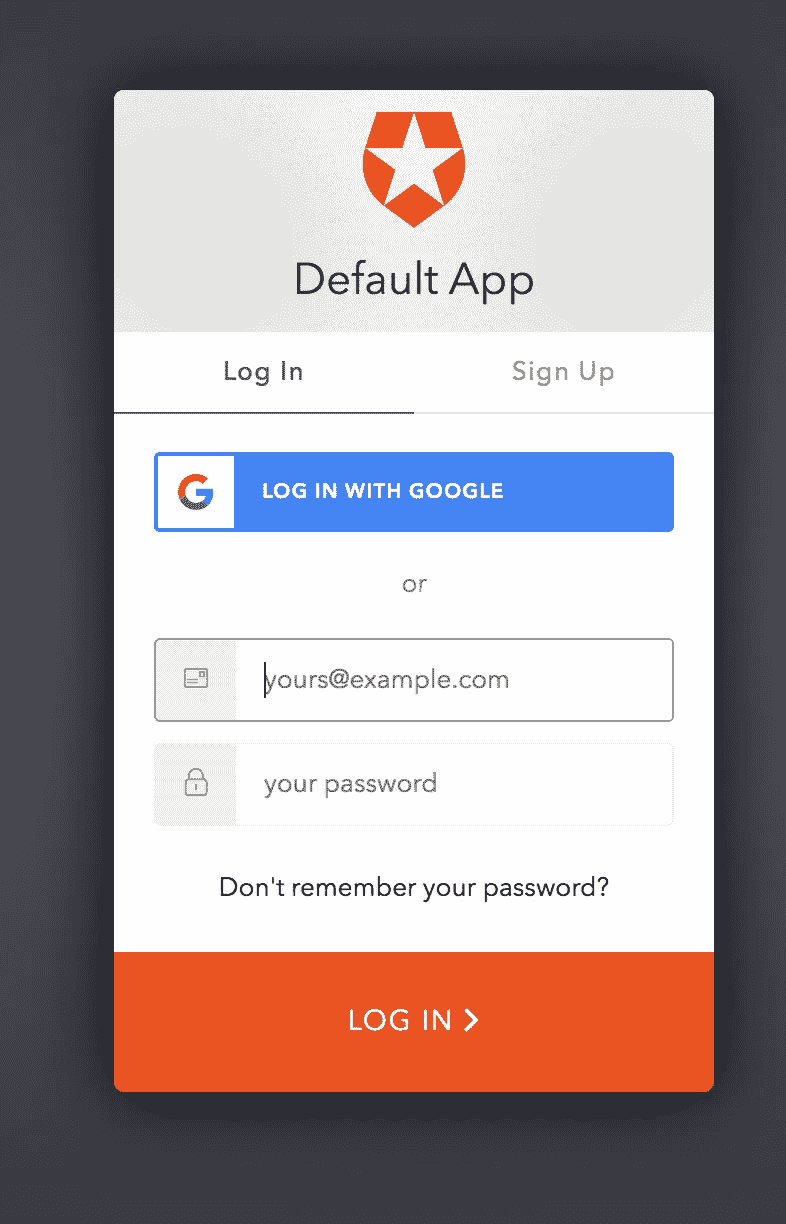 Default App
Log In
Sign Up
LOG IN WITH GOOGLE
or
yours@example.com
your password
Don't remember your password?
LOG IN